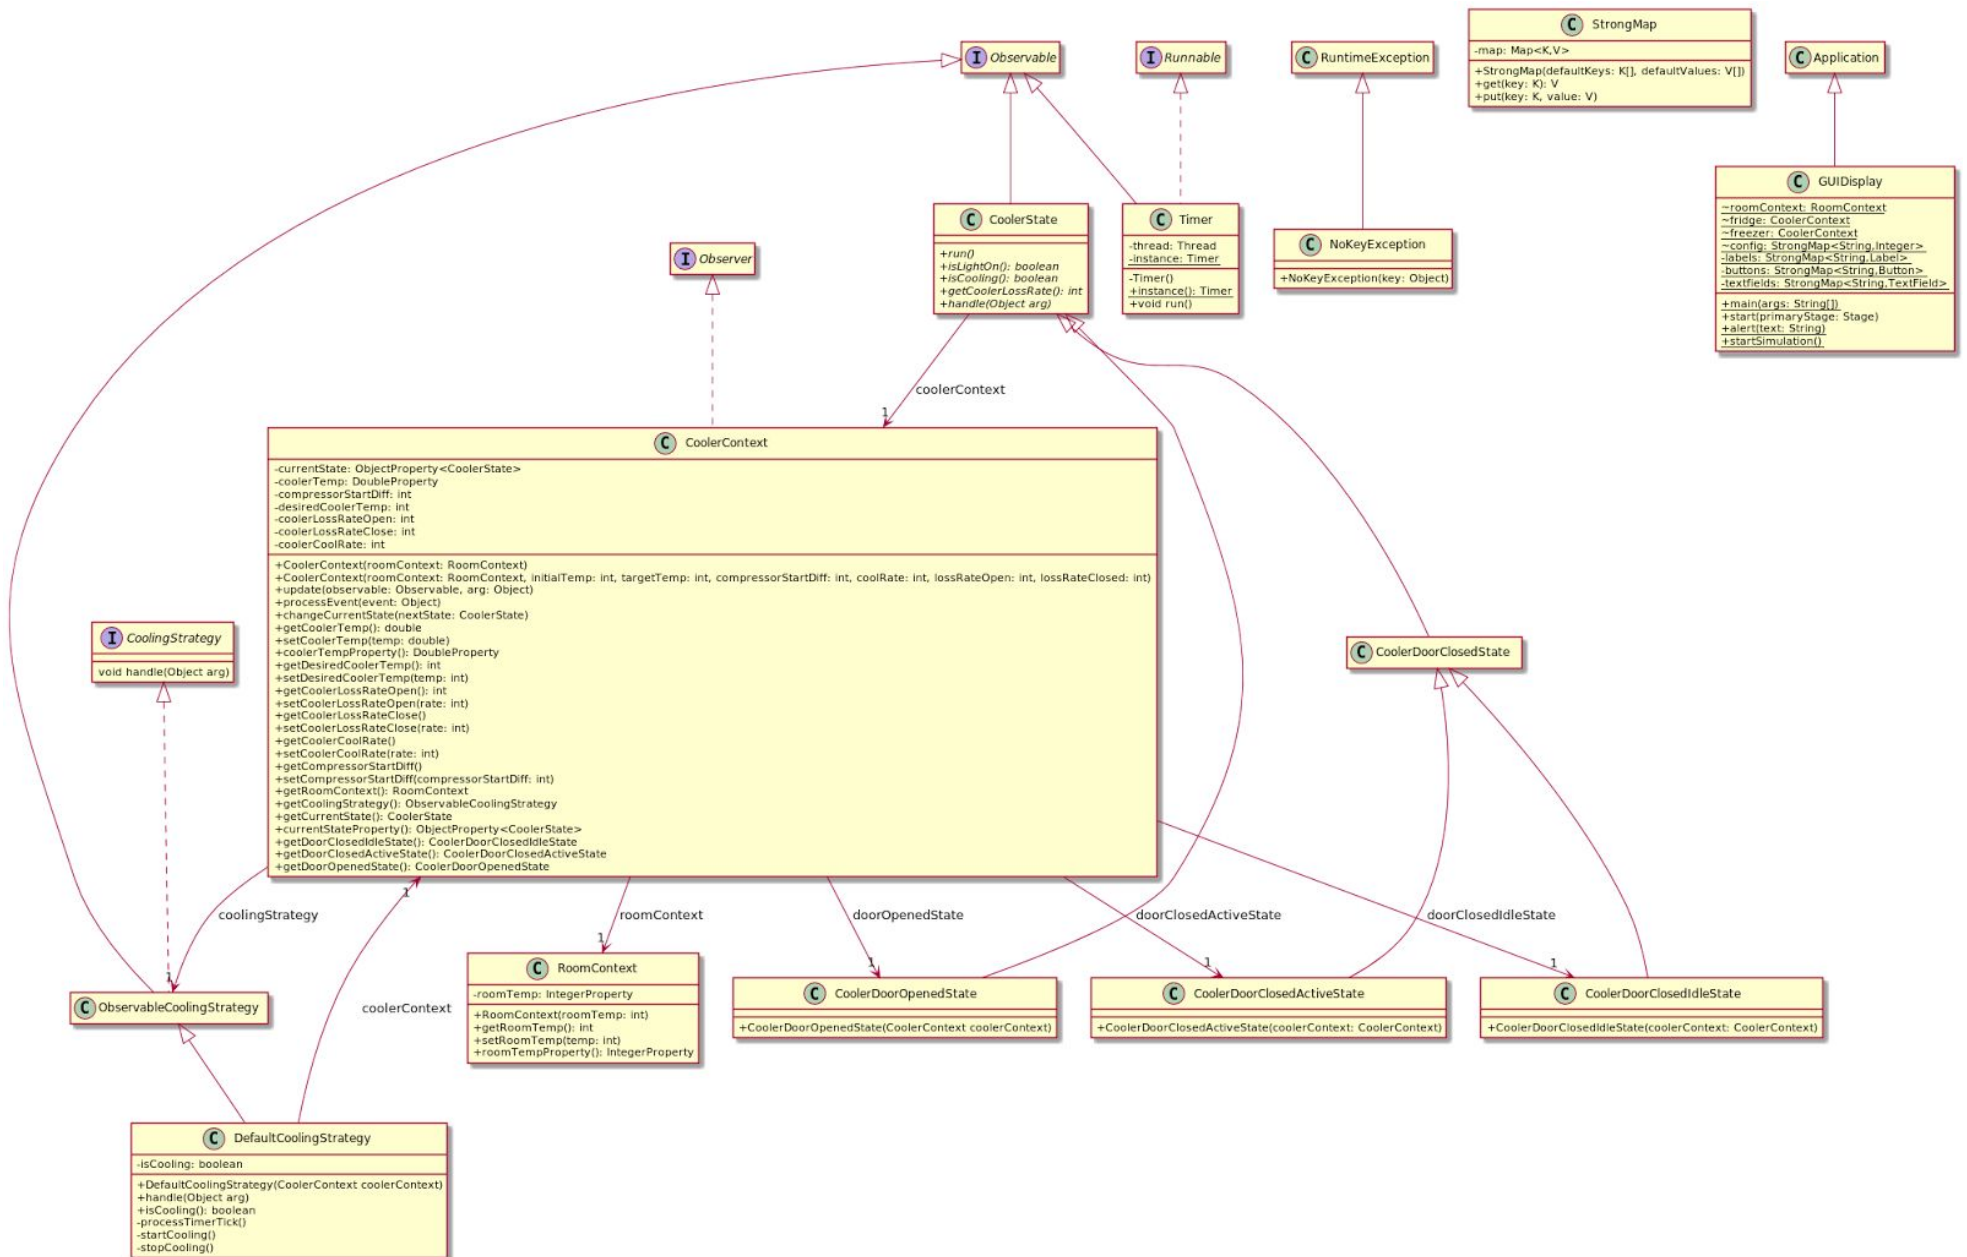 StrongMap
-map: Map<K,V>
+StrongMap(defaultKeys: K[], defaultValues: V[])
+get(key: K): V
+put(key: K, value: V)
Observable
Runnable
RuntimeException
Application
GUIDisplay
~roomContext: RoomContext
~fridge: CoolerContext
~freezer: CoolerContext
~config: StrongMap<String,Integer>
-labels: StrongMap<String,Label>
-buttons: StrongMap<String,Button>
-textfields: StrongMap<String,TextField>
+main(args: String[])
+start(primaryStage: Stage)
+alert(text: String)
+startSimulation()
CoolerState
+run()
+isLightOn(): boolean
+isCooling(): boolean
+getCoolerLossRate(): int
+handle(Object arg)
Timer
-thread: Thread
-instance: Timer
-Timer()
+instance(): Timer
+void run()
NoKeyException
+NoKeyException(key: Object)
Observer
coolerContext
1
CoolerContext
-currentState: ObjectProperty<CoolerState>
-coolerTemp: DoubleProperty
-compressorStartDiff: int
-desiredCoolerTemp: int
-coolerLossRateOpen: int
-coolerLossRateClose: int
-coolerCoolRate: int
+CoolerContext(roomContext: RoomContext)
+CoolerContext(roomContext: RoomContext, initialTemp: int, targetTemp: int, compressorStartDiff: int, coolRate: int, lossRateOpen: int, lossRateClosed: int)
+update(observable: Observable, arg: Object)
+processEvent(event: Object)
+changeCurrentState(nextState: CoolerState)
+getCoolerTemp(): double
+setCoolerTemp(temp: double)
+coolerTempProperty(): DoubleProperty
+getDesiredCoolerTemp(): int
+setDesiredCoolerTemp(temp: int)
+getCoolerLossRateOpen(): int
+setCoolerLossRateOpen(rate: int)
+getCoolerLossRateClose()
+setCoolerLossRateClose(rate: int)
+getCoolerCoolRate()
+setCoolerCoolRate(rate: int)
+getCompressorStartDiff()
+setCompressorStartDiff(compressorStartDiff: int)
+getRoomContext(): RoomContext
+getCoolingStrategy(): ObservableCoolingStrategy
+getCurrentState(): CoolerState
+currentStateProperty(): ObjectProperty<CoolerState>
+getDoorClosedIdleState(): CoolerDoorClosedIdleState
+getDoorClosedActiveState(): CoolerDoorClosedActiveState
+getDoorOpenedState(): CoolerDoorOpenedState
CoolingStrategy
void handle(Object arg)
CoolerDoorClosedState
1
coolingStrategy
roomContext
doorOpenedState
doorClosedActiveState
doorClosedIdleState
1
1
1
1
1
ObservableCoolingStrategy
coolerContext
RoomContext
-roomTemp: IntegerProperty
+RoomContext(roomTemp: int)
+getRoomTemp(): int
+setRoomTemp(temp: int)
+roomTempProperty(): IntegerProperty
CoolerDoorOpenedState
+CoolerDoorOpenedState(CoolerContext coolerContext)
CoolerDoorClosedActiveState
+CoolerDoorClosedActiveState(coolerContext: CoolerContext)
CoolerDoorClosedIdleState
+CoolerDoorClosedIdleState(coolerContext: CoolerContext)
DefaultCoolingStrategy
-isCooling: boolean
+DefaultCoolingStrategy(CoolerContext coolerContext)
+handle(Object arg)
+isCooling(): boolean
-processTimerTick()
-startCooling()
-stopCooling()